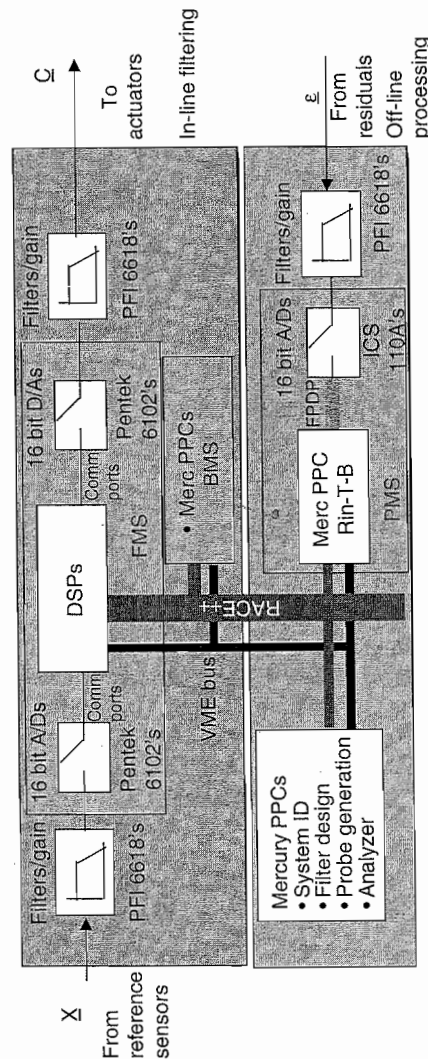 X
From
reference
sensors
Filters/gain
PFI 6618's
16 bit A/Ds
Pentek
6102's
Comm
ports
DSPs
FMS
Comm
ports
16 bit D/As
Pentek
6102's
Filters/gain
PFI 6618's
C
To
actuators
In-line filtering
VME bus
RACE++
• Merc PPCs
BMS
Mercury PPCs
• System ID
• Filter design
• Probe generation
• Analyzer
Merc PPC
Rin-T-B
PMS
FPDP
16 bit A/Ds
ICS
110A's
Filters/gain
PFI 6618's
ε
From
residuals
Off-line
processing